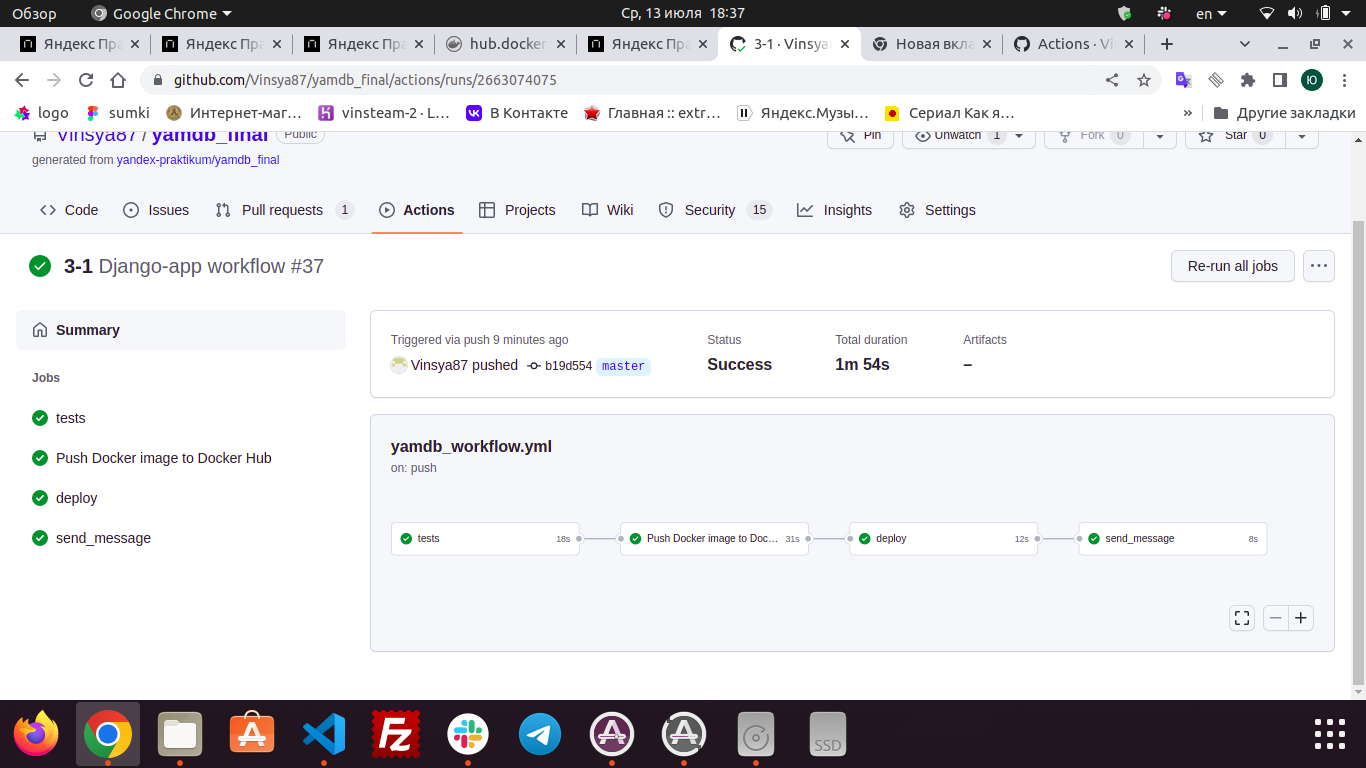 Обзор Google Chrome Ср, 13 июля 18:37 en
Яндекс Пра Яндекс Пра Яндекс Пра hub.docker Яндекс Пра 3-1 · Vinsya Новая вкла Actions · Vi
github.com/Vinsya87/yamdb_final/actions/runs/2663074075 Ю
logo sumki Интернет-маг… vinsteam-2 · L… В Контакте Главная :: extr… Яндекс.Музы… Сериал Как я… » Другие закладки
Vinsya87 / yamdb_final Public Pin Unwatch 1 Fork 0 Star 0
generated from yandex-praktikum/yamdb_final
Code Issues Pull requests 1 Actions Projects Wiki Security 15 Insights Settings
3-1 Django-app workflow #37 Re-run all jobs
Summary
Jobs
tests
Push Docker image to Docker Hub
deploy
send_message
Triggered via push 9 minutes ago Status Total duration Artifacts
Vinsya87 pushed b19d554 master Success 1m 54s –
yamdb_workflow.yml
on: push
tests 18s Push Docker image to Doc… 31s deploy 12s send_message 8s
SSD